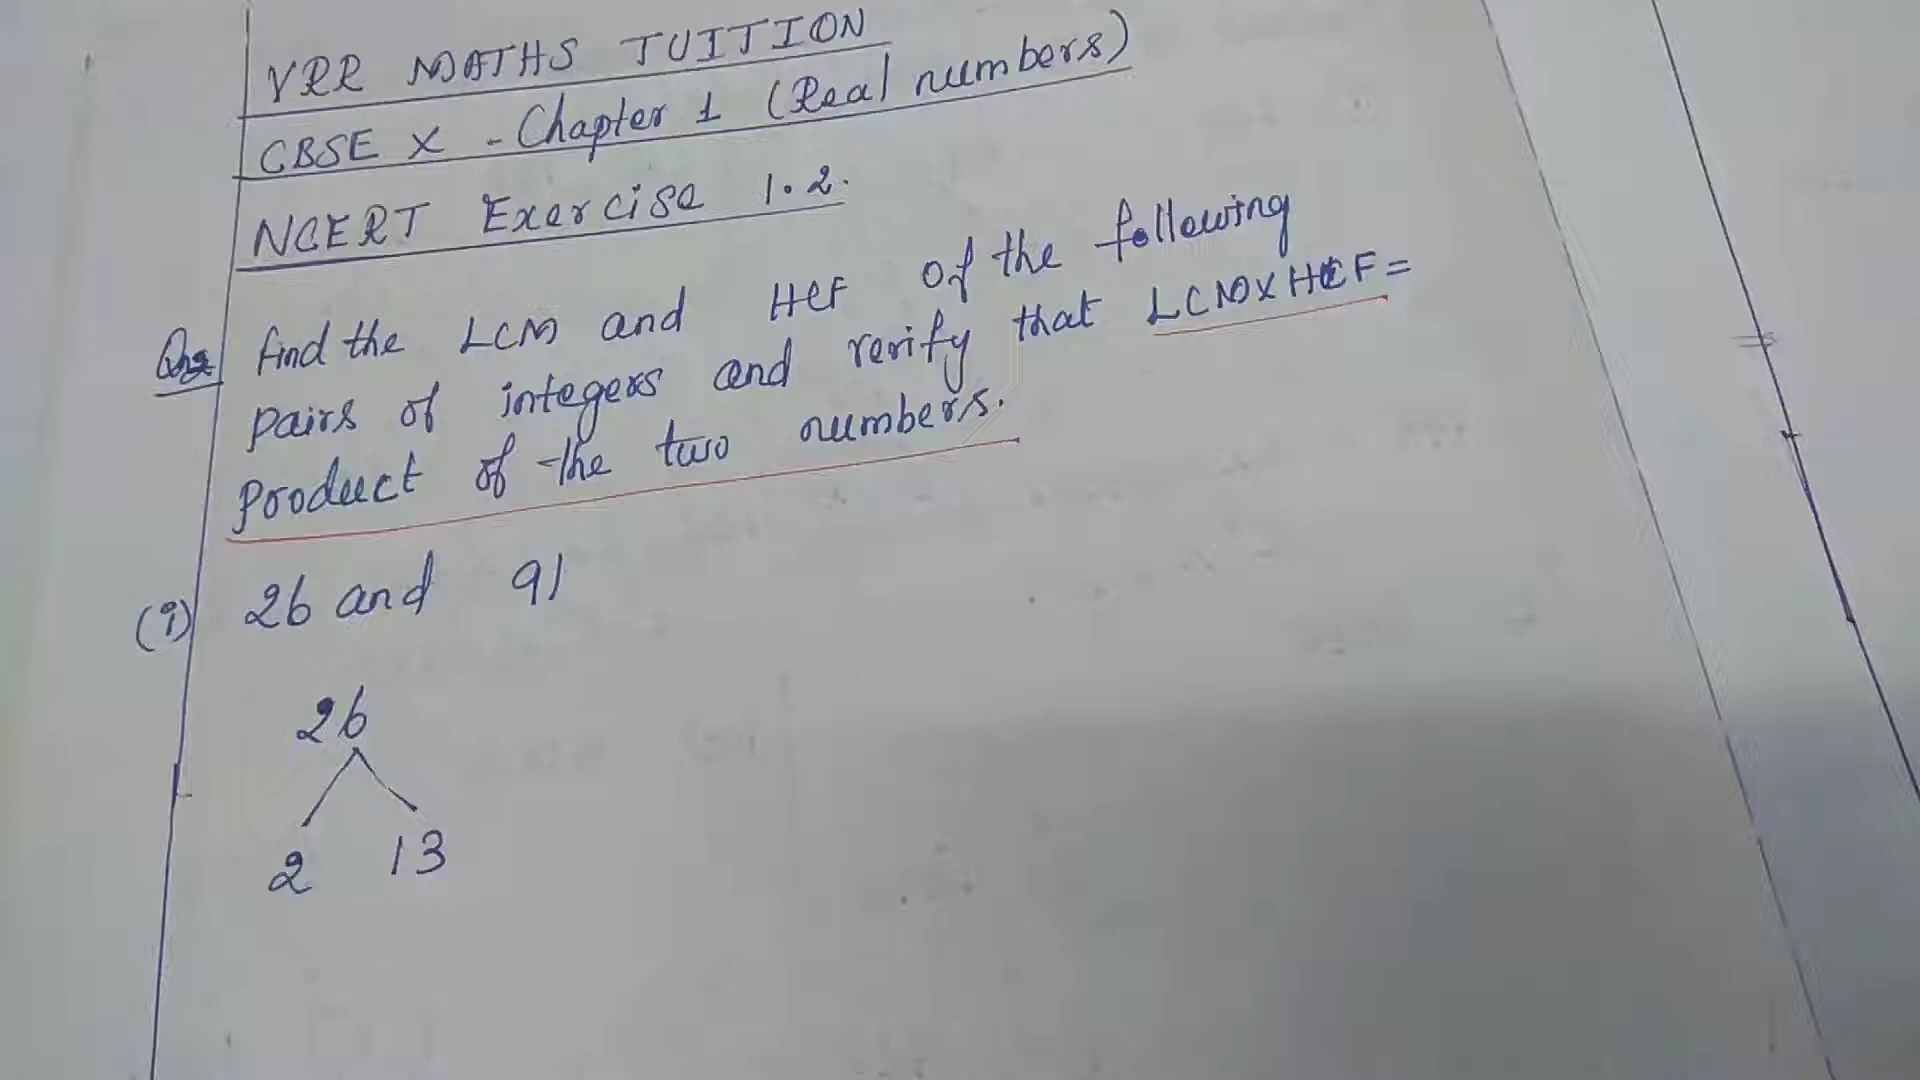 VRR MATHS TUITION
CBSE X - Chapter 1 (Real numbers)
NCERT Exercise 1.2.
find the LCM and HCF of the following
pairs of integers and verify that LCM X HCF =
product of the two numbers.
(i) 26 and 91
26
2 13